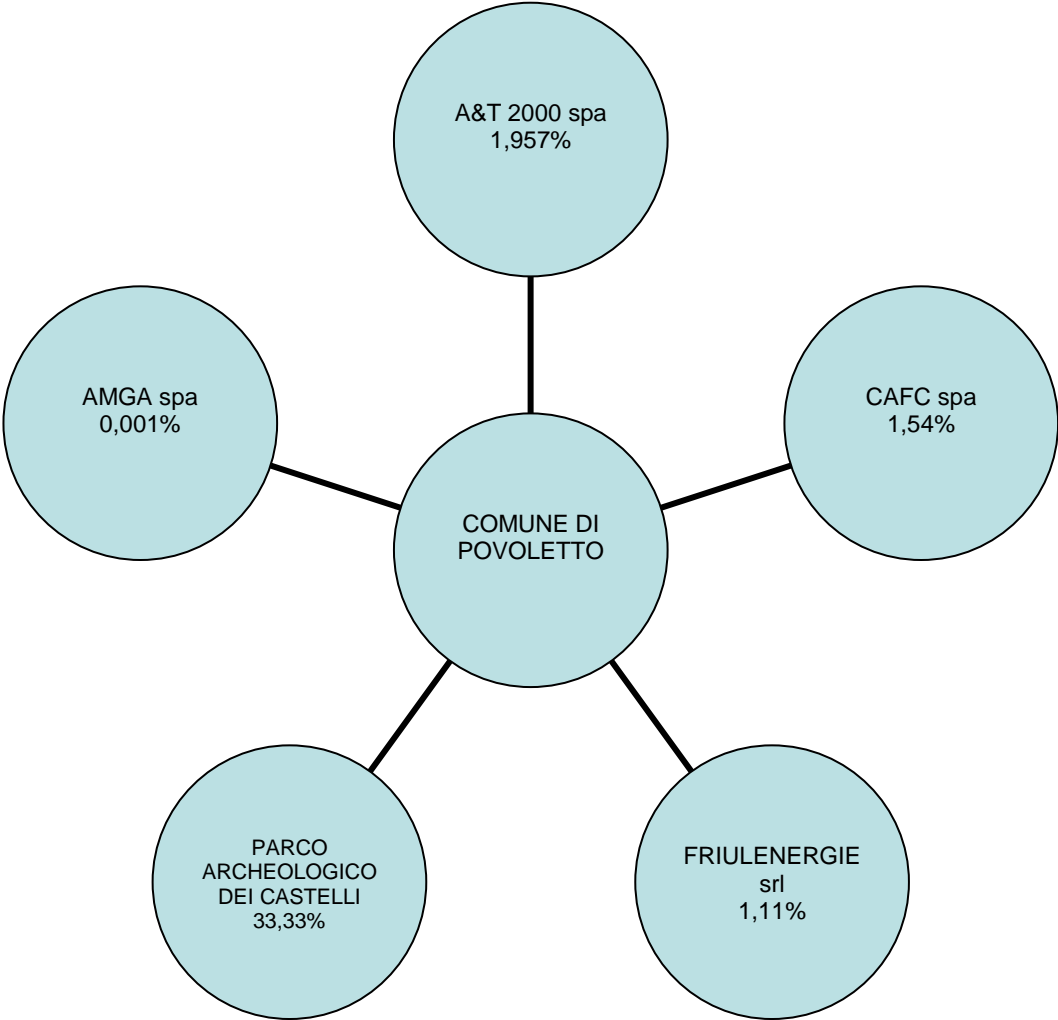 A&T 2000 spa
1,957%
AMGA spa
0,001%
CAFC spa
1,54%
COMUNE DI
POVOLETTO
PARCO
ARCHEOLOGICO
DEI CASTELLI
33,33%
FRIULENERGIE
srl
1,11%